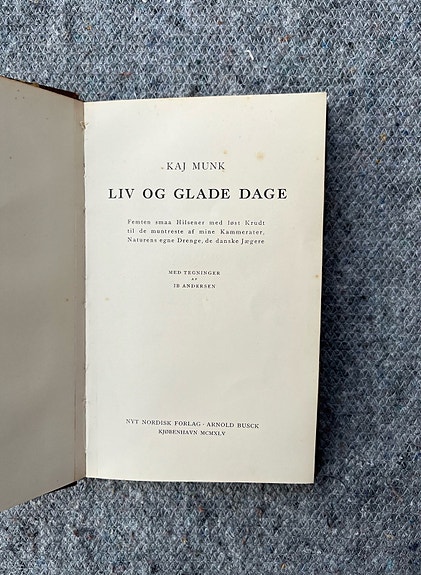 KAJ MUNK
LIV OG GLADE DAGE
Femten smaa Hilsener med løst Krudt
til de muntreste af mine Kammerater,
Naturens egne Drenge, de danske Jægere
MED TEGNINGER
AF
IB ANDERSEN
NYT NORDISK FORLAG · ARNOLD BUSCK
KJØBENHAVN MCMXLV